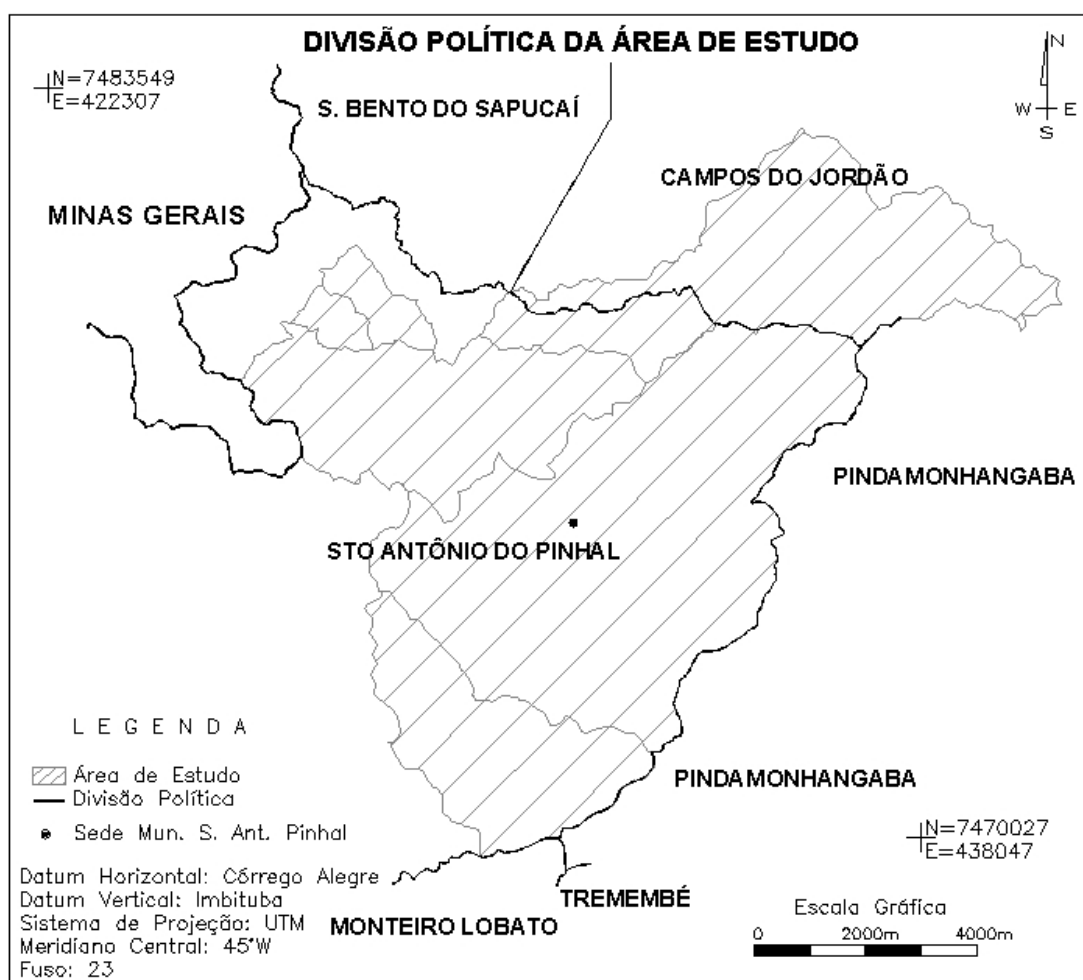 DIVISÃO POLÍTICA DA ÁREA DE ESTUDO
N=7483549
E=422307
N
W E
S
S. BENTO DO SAPUCAÍ
CAMPOS DO JORDÃO
MINAS GERAIS
PINDAMONHANGABA
STO ANTÔNIO DO PINHAL
L E G E N D A
Área de Estudo
Divisão Política
Sede Mun. S. Ant. Pinhal
PINDAMONHANGABA
N=7470027
E=438047
Datum Horizontal: Córrego Alegre
Datum Vertical: Imbituba
Sistema de Projeção: UTM
Meridiano Central: 45°W
Fuso: 23
TREMEMBÉ
MONTEIRO LOBATO
Escala Gráfica
0 2000m 4000m